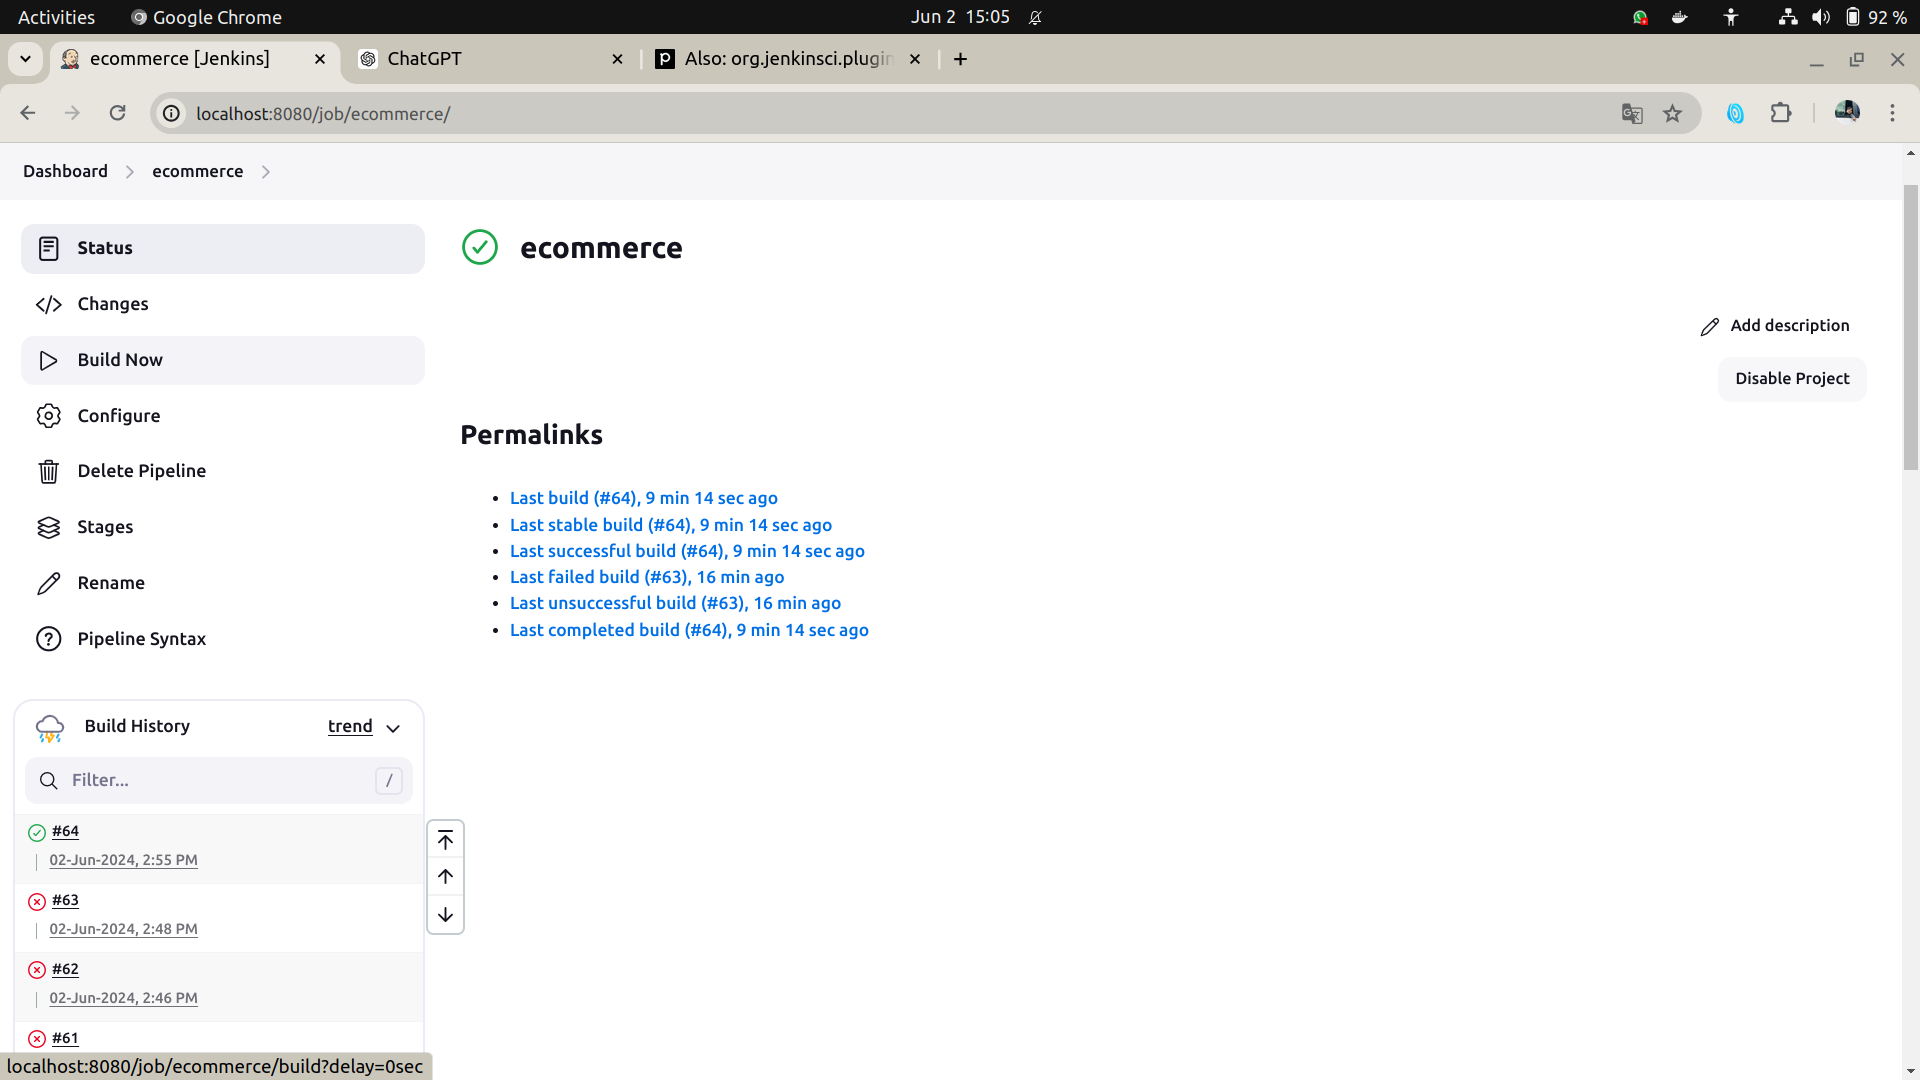 Activities
Google Chrome
Jun 2 15:05
92 %
ecommerce [Jenkins]
ChatGPT
Also: org.jenkinsci.plugin
localhost:8080/job/ecommerce/
Dashboard
ecommerce
Status
Changes
Build Now
Configure
Delete Pipeline
Stages
Rename
Pipeline Syntax
ecommerce
Add description
Disable Project
Permalinks
Last build (#64), 9 min 14 sec ago
Last stable build (#64), 9 min 14 sec ago
Last successful build (#64), 9 min 14 sec ago
Last failed build (#63), 16 min ago
Last unsuccessful build (#63), 16 min ago
Last completed build (#64), 9 min 14 sec ago
Build History
trend
Filter...
/
#64
02-Jun-2024, 2:55 PM
#63
02-Jun-2024, 2:48 PM
#62
02-Jun-2024, 2:46 PM
#61
localhost:8080/job/ecommerce/build?delay=0sec